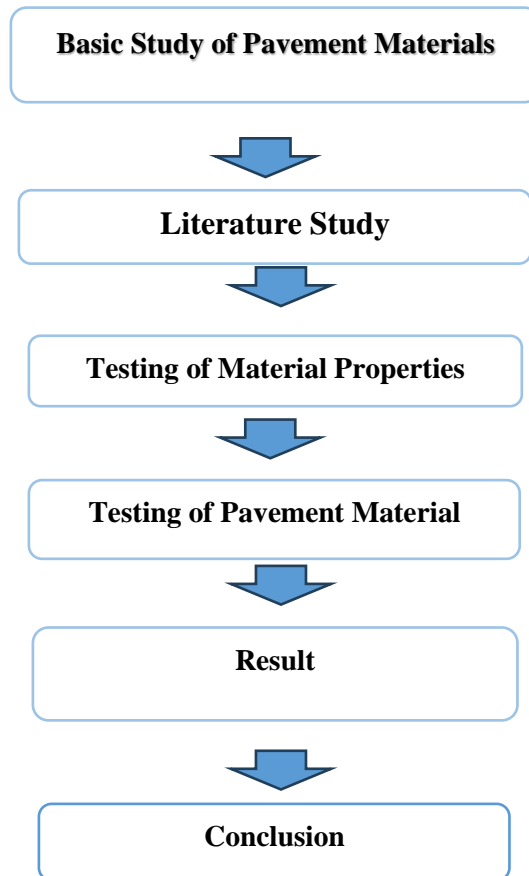 Basic Study of Pavement Materials
Literature Study
Testing of Material Properties
Testing of Pavement Material
Result
Conclusion